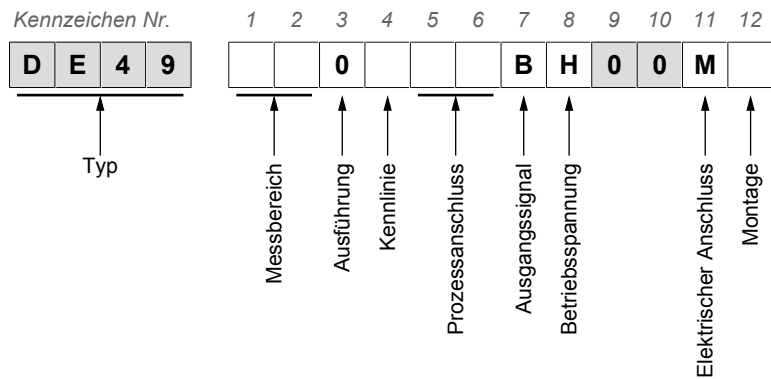 Kennzeichen Nr. 1 2 3 4 5 6 7 8 9 10 11 12
D E 4 9 0 B H 0 0 M
Typ
Messbereich
Ausführung
Kennlinie
Prozessanschluss
Ausgangssignal
Betriebsspannung
Elektrischer Anschluss
Montage